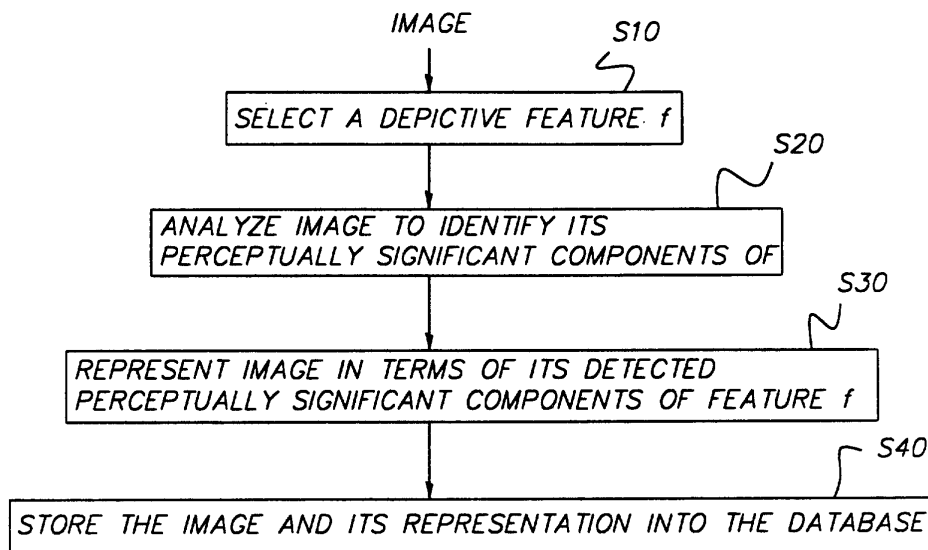 IMAGE
S10
SELECT A DEPICTIVE FEATURE f
S20
ANALYZE IMAGE TO IDENTIFY ITS
PERCEPTUALLY SIGNIFICANT COMPONENTS OF
S30
REPRESENT IMAGE IN TERMS OF ITS DETECTED
PERCEPTUALLY SIGNIFICANT COMPONENTS OF FEATURE f
S40
STORE THE IMAGE AND ITS REPRESENTATION INTO THE DATABASE